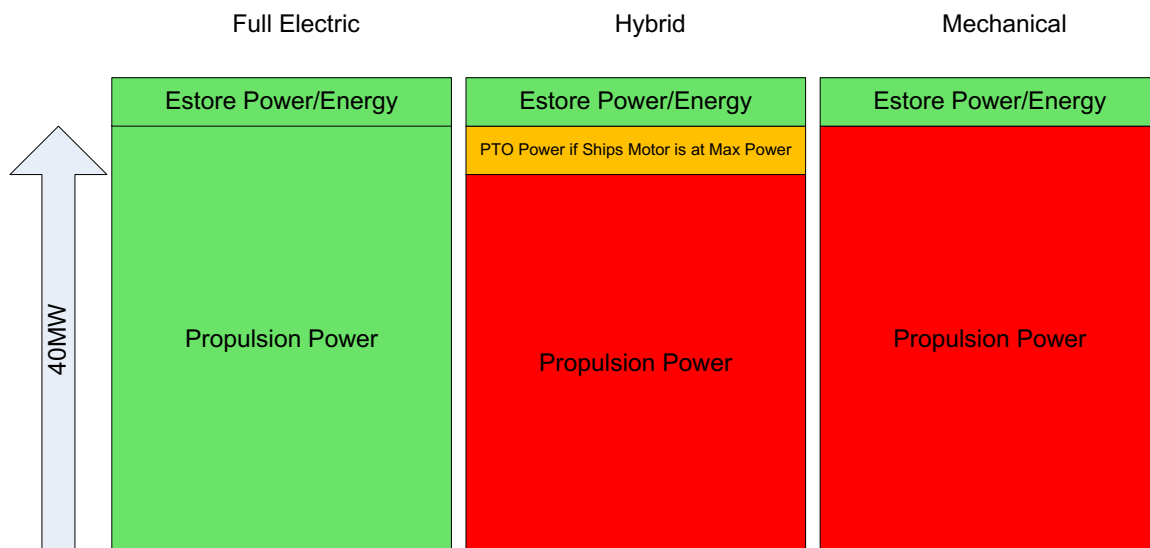 Full Electric
Hybrid
Mechanical
Estore Power/Energy
Estore Power/Energy
Estore Power/Energy
PTO Power if Ships Motor is at Max Power
40MW
Propulsion Power
Propulsion Power
Propulsion Power